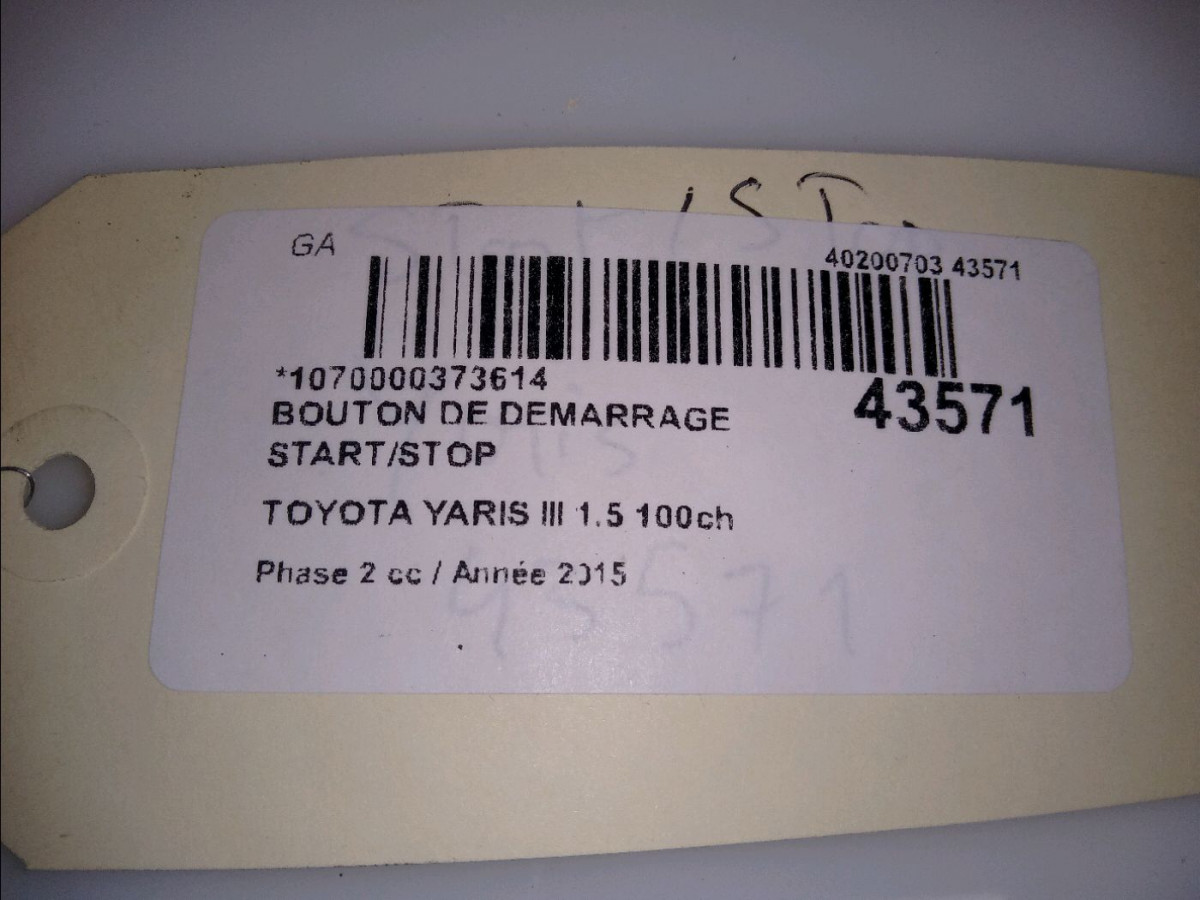 GA
40200703 43571
*1070000373614
43571
BOUTON DE DEMARRAGE
START/STOP
TOYOTA YARIS III 1.5 100ch
Phase 2 cc / Année 2015
43571